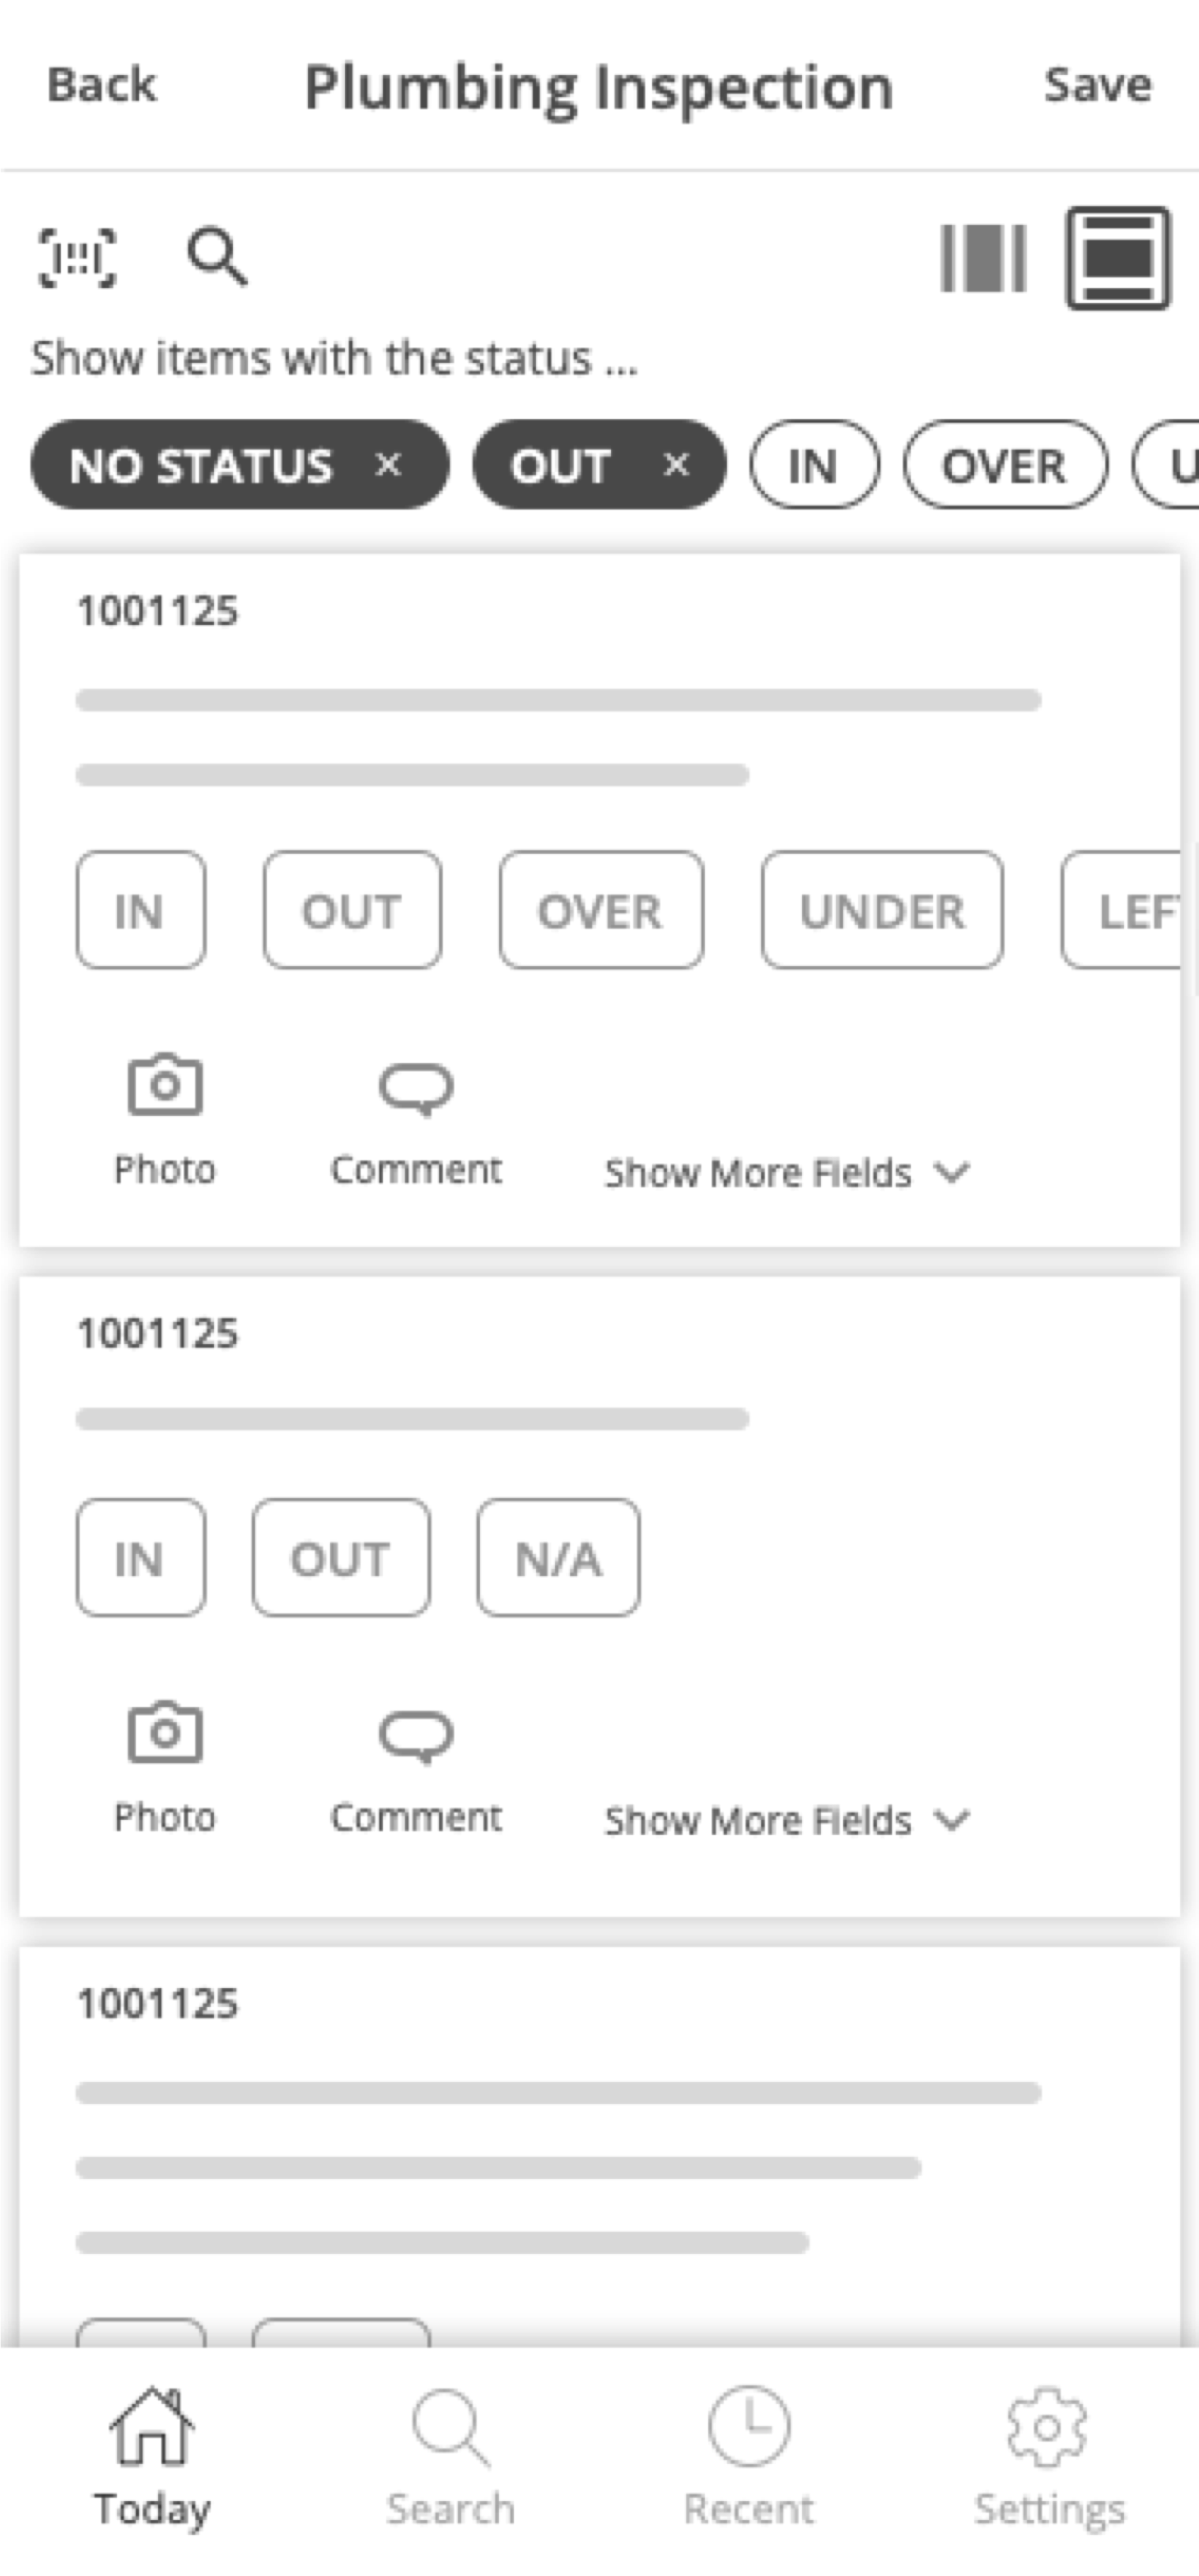 Back Plumbing Inspection Save
Show items with the status ...
NO STATUS × OUT × IN OVER U
1001125
IN OUT OVER UNDER LEF
Photo Comment Show More Fields
1001125
IN OUT N/A
Photo Comment Show More Fields
1001125
Today Search Recent Settings